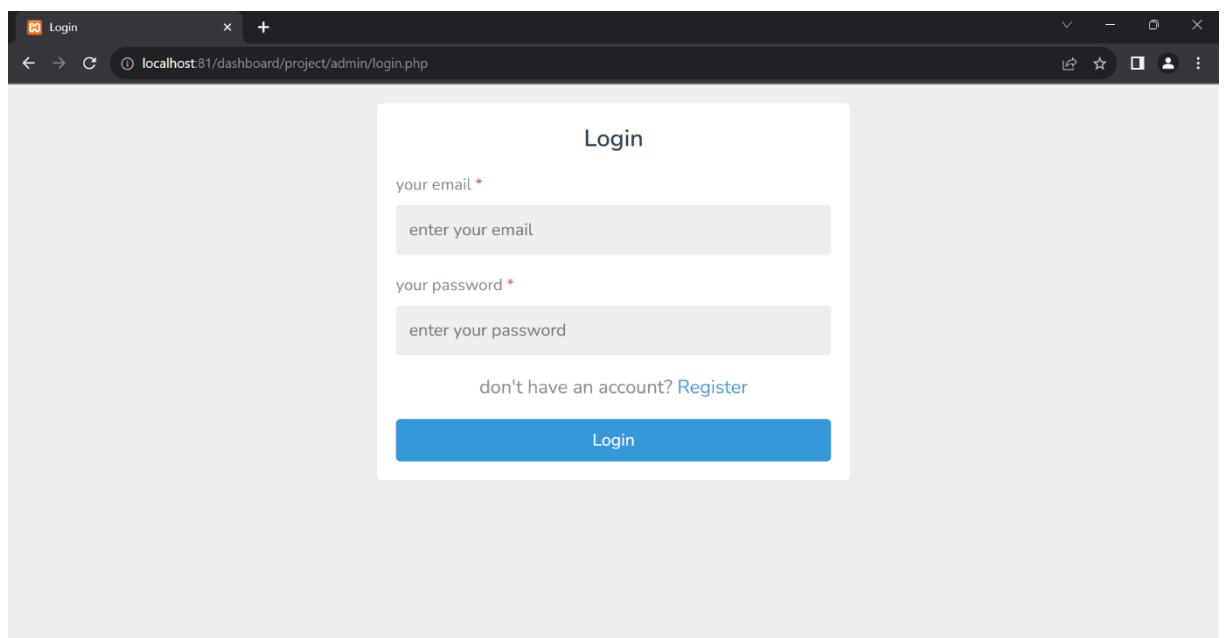 Login
localhost:81/dashboard/project/admin/login.php
Login
your email *
enter your email
your password *
enter your password
don't have an account? Register
Login